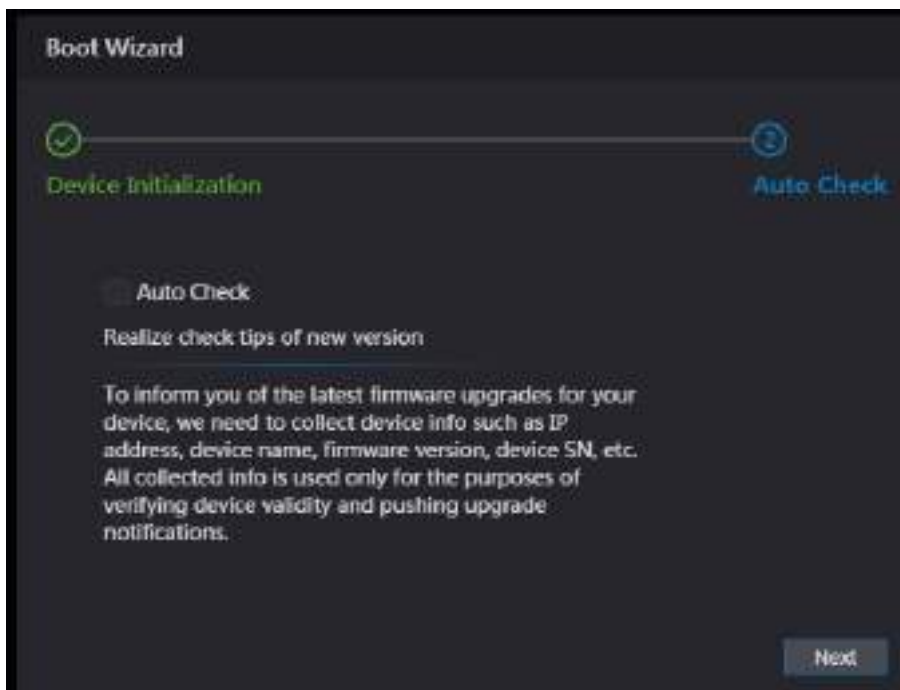 Boot Wizard
2
Device Initialization
Auto Check
Auto Check
Realize check tips of new version
To inform you of the latest firmware upgrades for your
device, we need to collect device info such as IP
address, device name, firmware version, device SN, etc.
All collected info is used only for the purposes of
verifying device validity and pushing upgrade
notifications.
Next